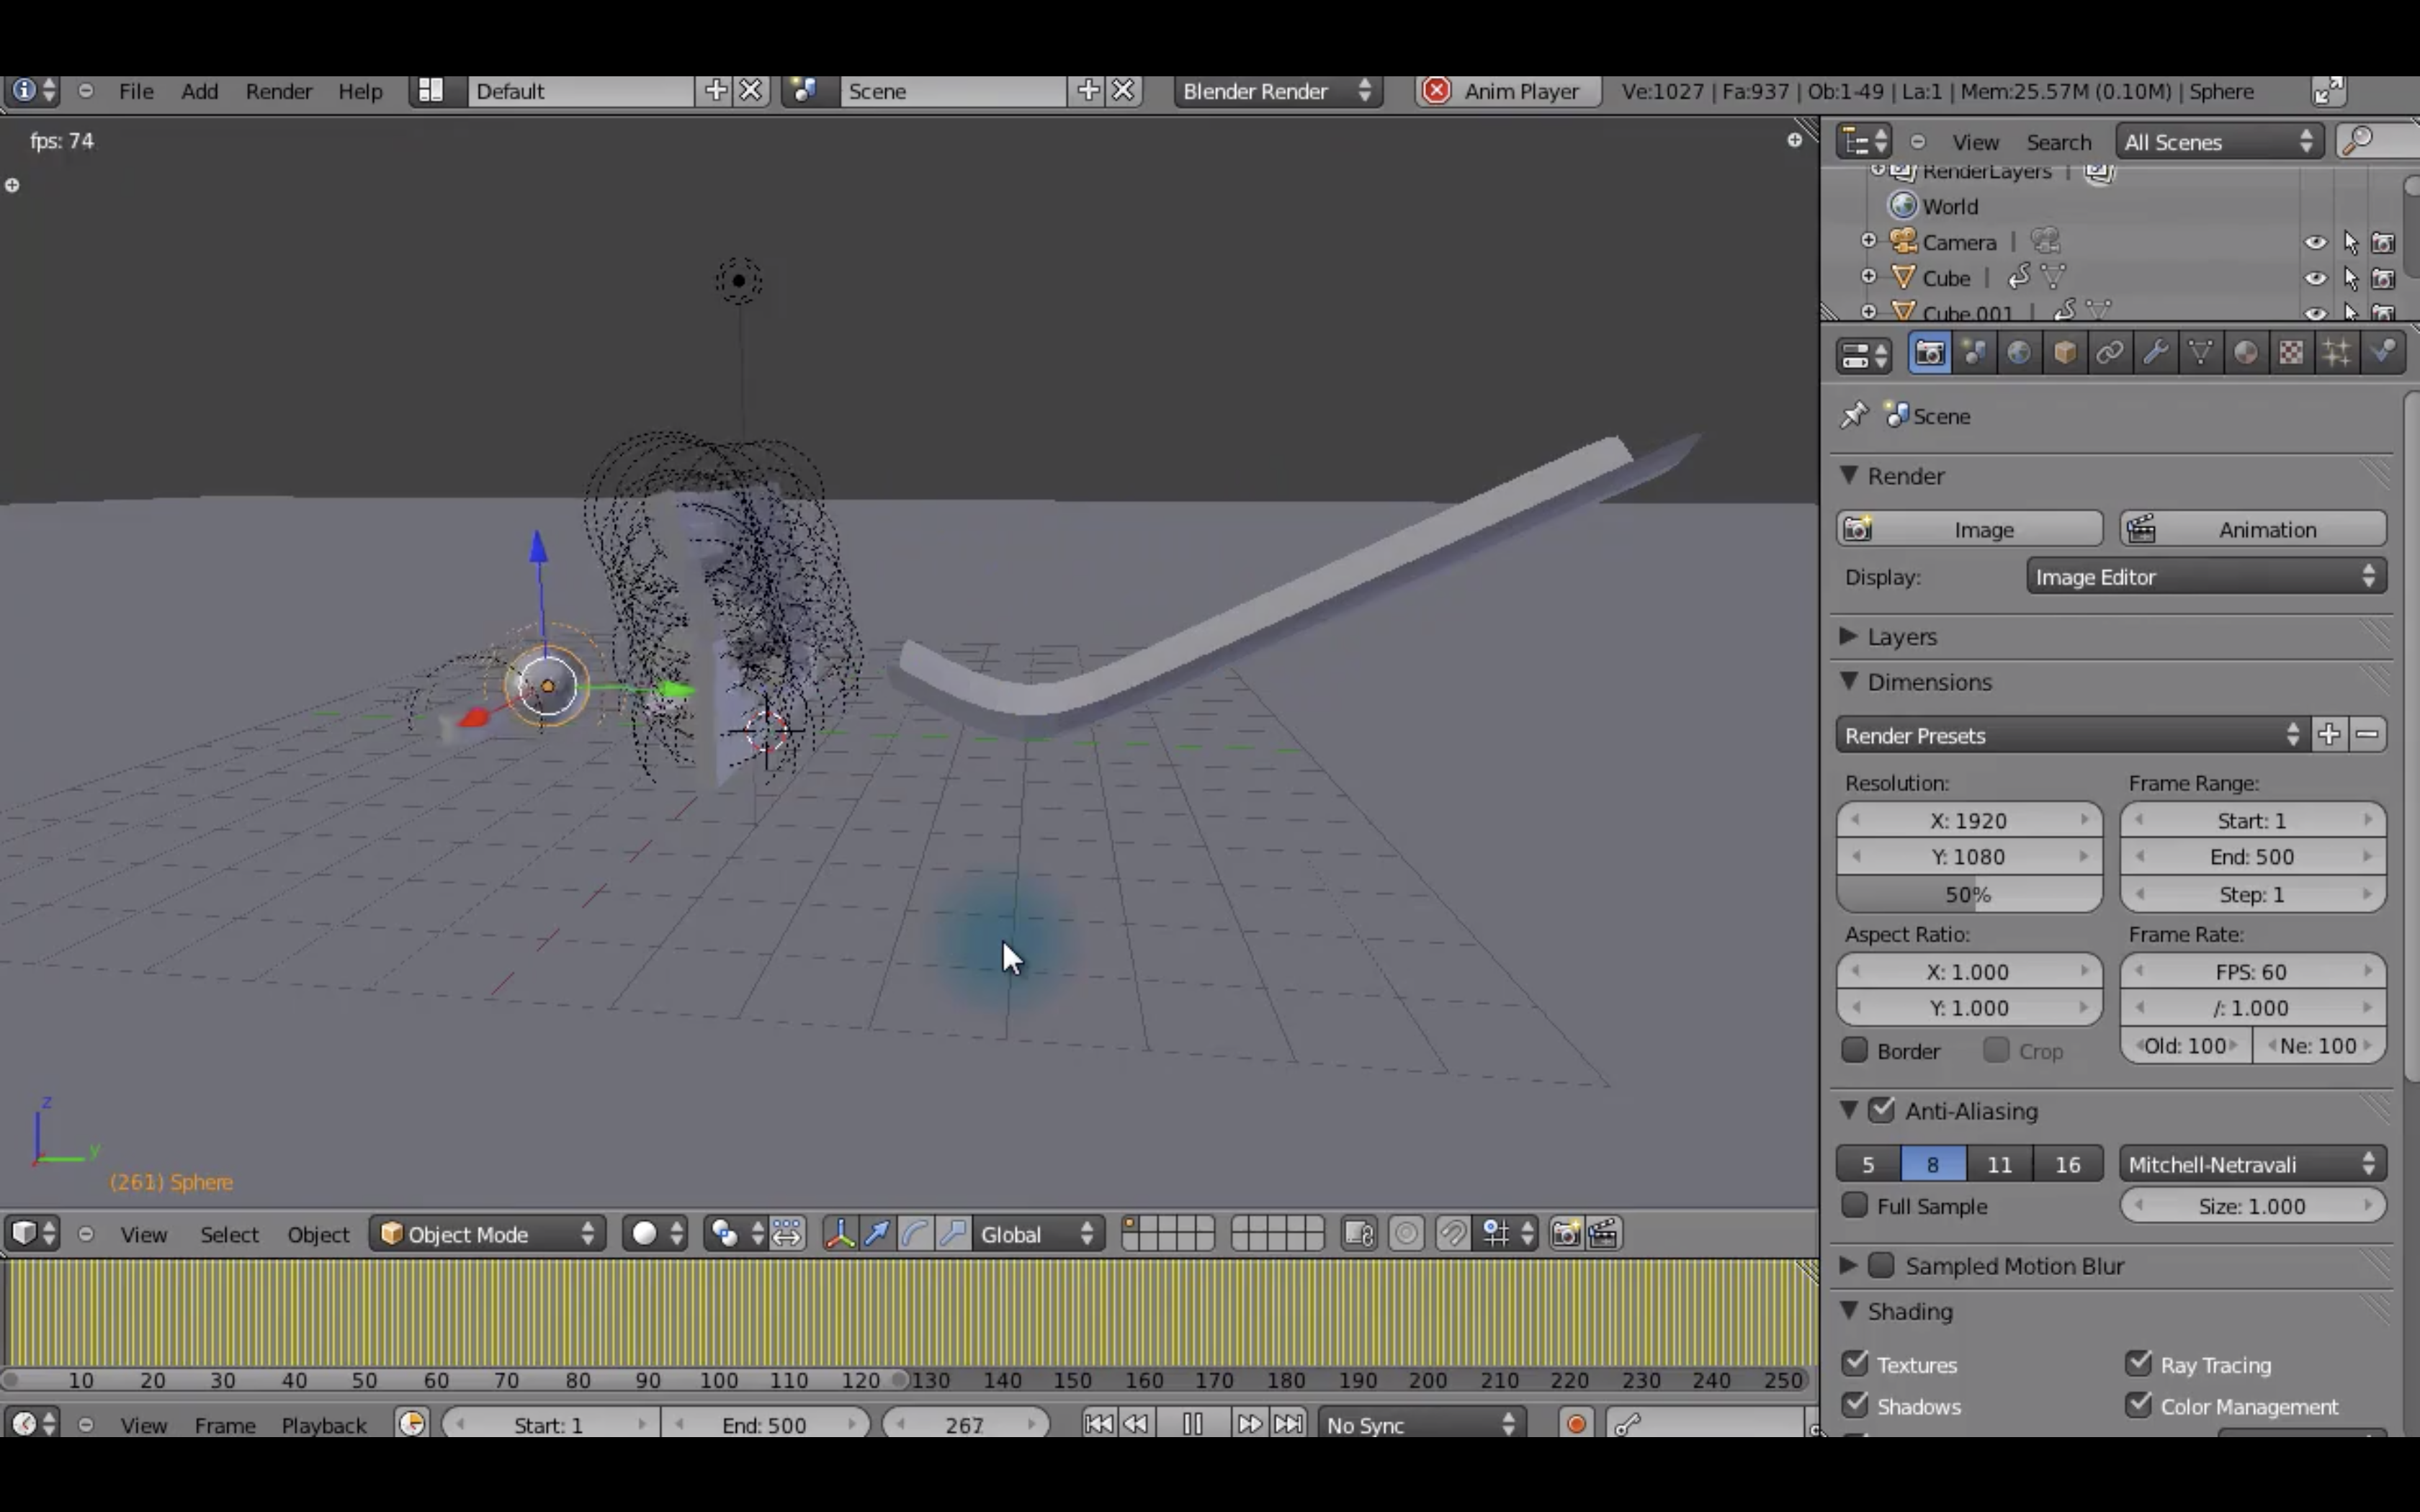 File Add Render Help Default Scene Blender Render Anim Player Ve:1027 | Fa:937 | Ob:1-49 | La:1 | Mem:25.57M (0.10M) | Sphere
fps: 74
View Search All Scenes
RenderLayers |
World
Camera |
Cube |
Cube.001 |
Scene
Render
Image Animation
Display: Image Editor
Layers
Dimensions
Render Presets
Resolution: Frame Range:
X: 1920 Start: 1
Y: 1080 End: 500
50% Step: 1
Aspect Ratio: Frame Rate:
X: 1.000 FPS: 60
Y: 1.000 /: 1.000
Border Crop Old: 100 Ne: 100
Anti-Aliasing
5 8 11 16 Mitchell-Netravali
Full Sample Size: 1.000
Sampled Motion Blur
Shading
Textures Ray Tracing
Shadows Color Management
z
y
(261) Sphere
View Select Object Object Mode Global
10 20 30 40 50 60 70 80 90 100 110 120 130 140 150 160 170 180 190 200 210 220 230 240 250
View Frame Playback Start: 1 End: 500 267 No Sync